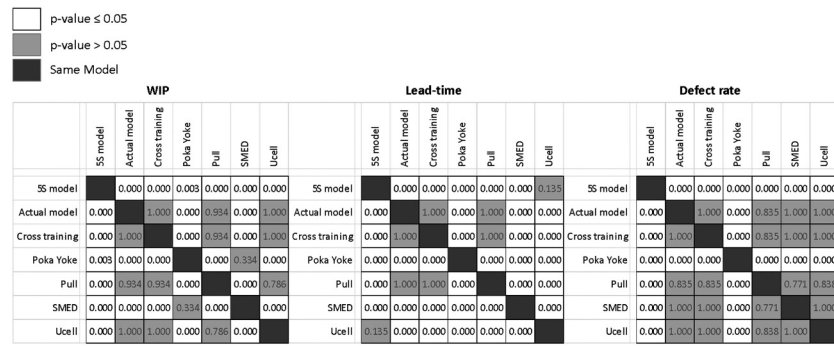 p-value ≤ 0.05
p-value > 0.05
Same Model
WIP Lead-time Defect rate
5S model Actual model Cross training Poka Yoke Pull SMED Ucell 5S model Actual model Cross training Poka Yoke Pull SMED Ucell 5S model Actual model Cross training Poka Yoke Pull SMED Ucell
5S model 0.000 0.000 0.003 0.000 0.000 0.000 5S model 0.000 0.000 0.000 0.000 0.000 0.135 5S model 0.000 0.000 0.000 0.000 0.000 0.000
Actual model 0.000 1.000 0.000 0.934 0.000 1.000 Actual model 0.000 1.000 0.000 1.000 0.000 0.000 Actual model 0.000 1.000 0.000 0.835 1.000 1.000
Cross training 0.000 1.000 0.000 0.934 0.000 1.000 Cross training 0.000 1.000 0.000 1.000 0.000 0.000 Cross training 0.000 1.000 0.000 0.835 1.000 1.000
Poka Yoke 0.003 0.000 0.000 0.000 0.334 0.000 Poka Yoke 0.000 0.000 0.000 0.000 0.000 0.000 Poka Yoke 0.000 0.000 0.000 0.000 0.000 0.000
Pull 0.000 0.934 0.934 0.000 0.000 0.786 Pull 0.000 1.000 1.000 0.000 0.000 0.000 Pull 0.000 0.835 0.835 0.000 0.771 0.838
SMED 0.000 0.000 0.000 0.334 0.000 0.000 SMED 0.000 0.000 0.000 0.000 0.000 0.000 SMED 0.000 1.000 1.000 0.000 0.771 1.000
Ucell 0.000 1.000 1.000 0.000 0.786 0.000 Ucell 0.135 0.000 0.000 0.000 0.000 0.000 Ucell 0.000 1.000 1.000 0.000 0.838 1.000